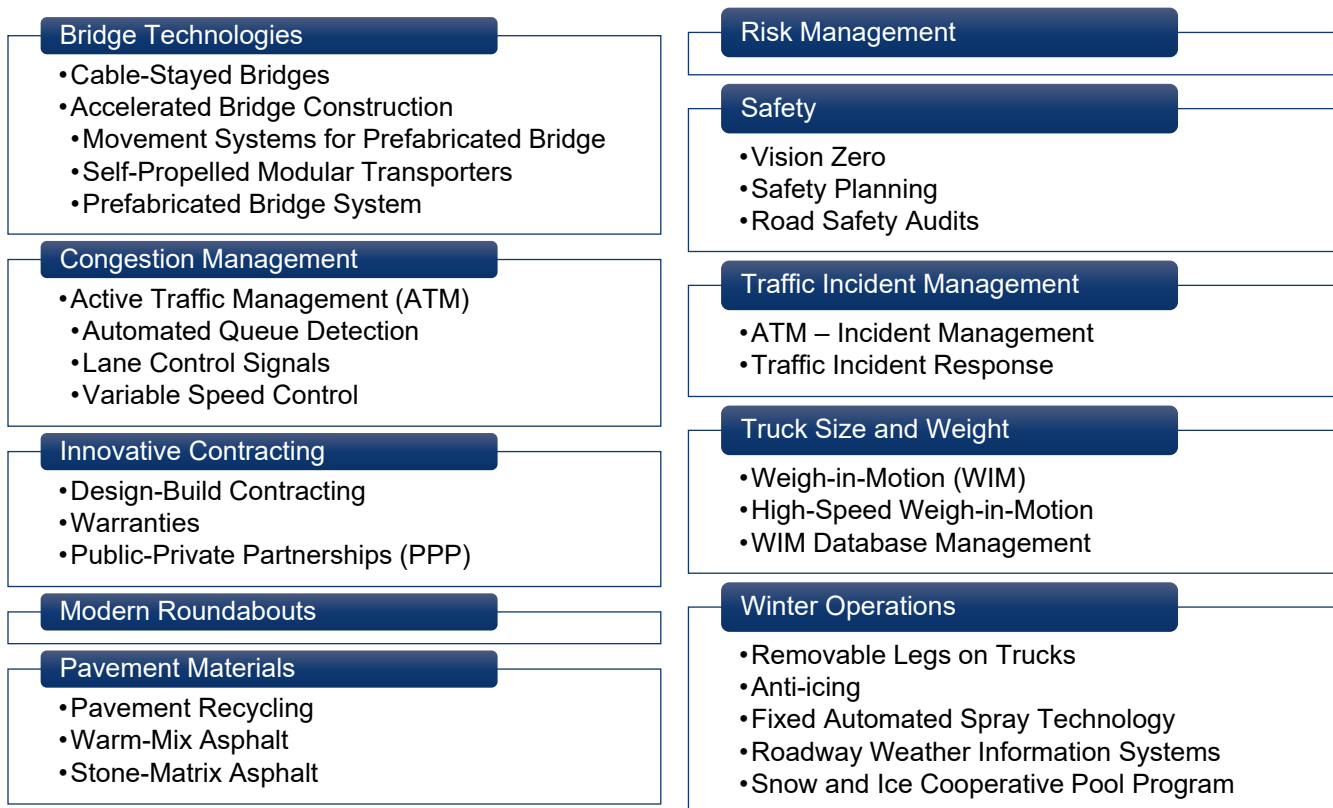 Bridge Technologies
•Cable-Stayed Bridges
•Accelerated Bridge Construction
•Movement Systems for Prefabricated Bridge
•Self-Propelled Modular Transporters
•Prefabricated Bridge System
Congestion Management
•Active Traffic Management (ATM)
•Automated Queue Detection
•Lane Control Signals
•Variable Speed Control
Innovative Contracting
•Design-Build Contracting
•Warranties
•Public-Private Partnerships (PPP)
Modern Roundabouts
Pavement Materials
•Pavement Recycling
•Warm-Mix Asphalt
•Stone-Matrix Asphalt
Risk Management
Safety
•Vision Zero
•Safety Planning
•Road Safety Audits
Traffic Incident Management
•ATM – Incident Management
•Traffic Incident Response
Truck Size and Weight
•Weigh-in-Motion (WIM)
•High-Speed Weigh-in-Motion
•WIM Database Management
Winter Operations
•Removable Legs on Trucks
•Anti-icing
•Fixed Automated Spray Technology
•Roadway Weather Information Systems
•Snow and Ice Cooperative Pool Program